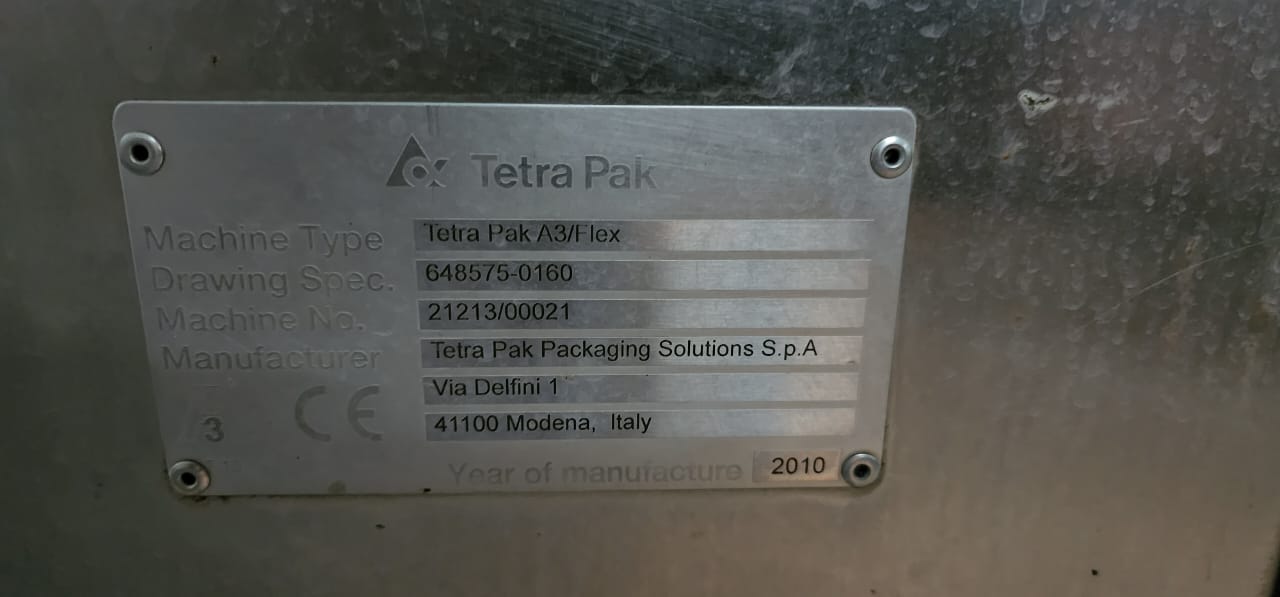 Tetra Pak
Machine Type Tetra Pak A3/Flex
Drawing Spec. 648575-0160
Machine No. 21213/00021
Manufacturer Tetra Pak Packaging Solutions S.p.A
Via Delfini 1
3 CE 41100 Modena, Italy
Year of manufacture 2010